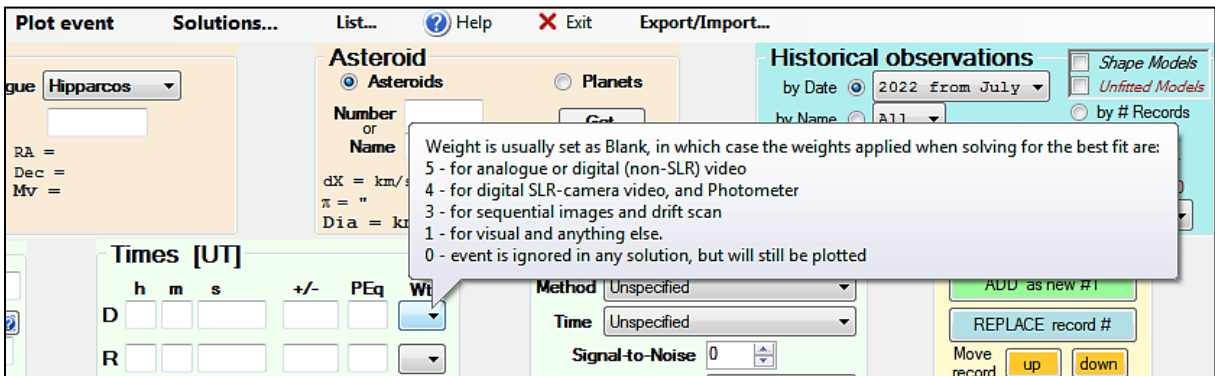 Plot event Solutions... List... Help Exit Export/Import...
Asteroid
Historical observations
Shape Models
Unfitted Models
gue Hipparcos
Asteroids Planets
by Date 2022 from July
Number
or
Name
Get
by Name All
by # Records
RA =
Dec =
Mv =
dX = km/s
π = "
Dia = km
Weight is usually set as Blank, in which case the weights applied when solving for the best fit are:
5 - for analogue or digital (non-SLR) video
4 - for digital SLR-camera video, and Photometer
3 - for sequential images and drift scan
1 - for visual and anything else.
0 - event is ignored in any solution, but will still be plotted
Times [UT]
h m s +/- PEq Wt
D
R
Method Unspecified
Time Unspecified
Signal-to-Noise 0
ADD as new #1
REPLACE record #
Move
record up down